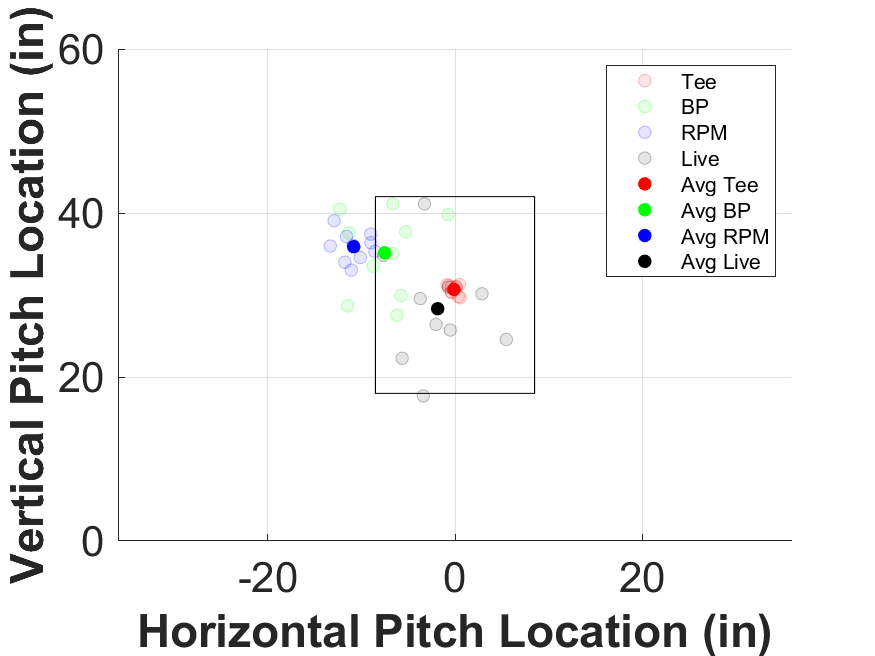 Vertical Pitch Location (in)
60
40
20
0
-20 0 20
Horizontal Pitch Location (in)
Tee
BP
RPM
Live
Avg Tee
Avg BP
Avg RPM
Avg Live